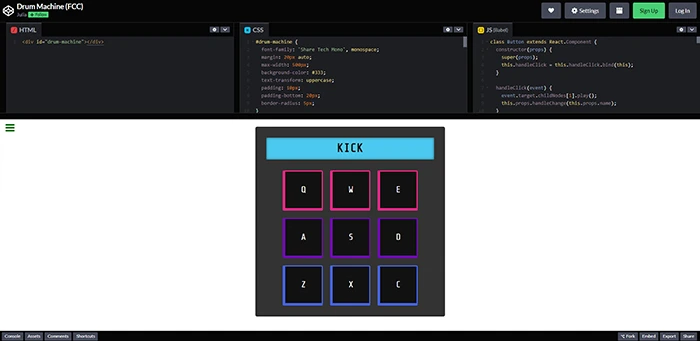 Drum Machine (FCC)
Julia + Follow
Settings
Sign Up
Log In
HTML
<div id="drum-machine"></div>
CSS
#drum-machine {
font-family: 'Share Tech Mono', monospace;
margin: 30px auto;
max-width: 500px;
background-color: #333;
text-transform: uppercase;
padding: 30px;
padding-bottom: 20px;
border-radius: 5px;
}
JS (Babel)
class Button extends React.Component {
constructor(props) {
super(props);
this.handleClick = this.handleClick.bind(this);
}
handleClick(event) {
event.target.childNodes[1].play();
this.props.handleChange(this.props.name);
}
KICK
Q W E
A S D
Z X C
Console Assets Comments Shortcuts
Fork Embed Export Share